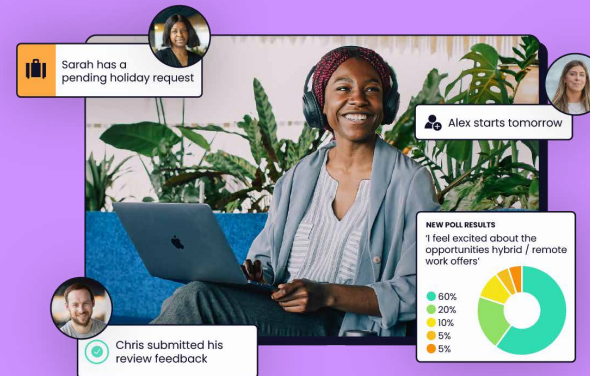 Sarah has a
pending holiday request
Alex starts tomorrow
NEW POLL RESULTS
'I feel excited about the
opportunities hybrid / remote
work offers'
60%
20%
10%
5%
5%
Chris submitted his
review feedback